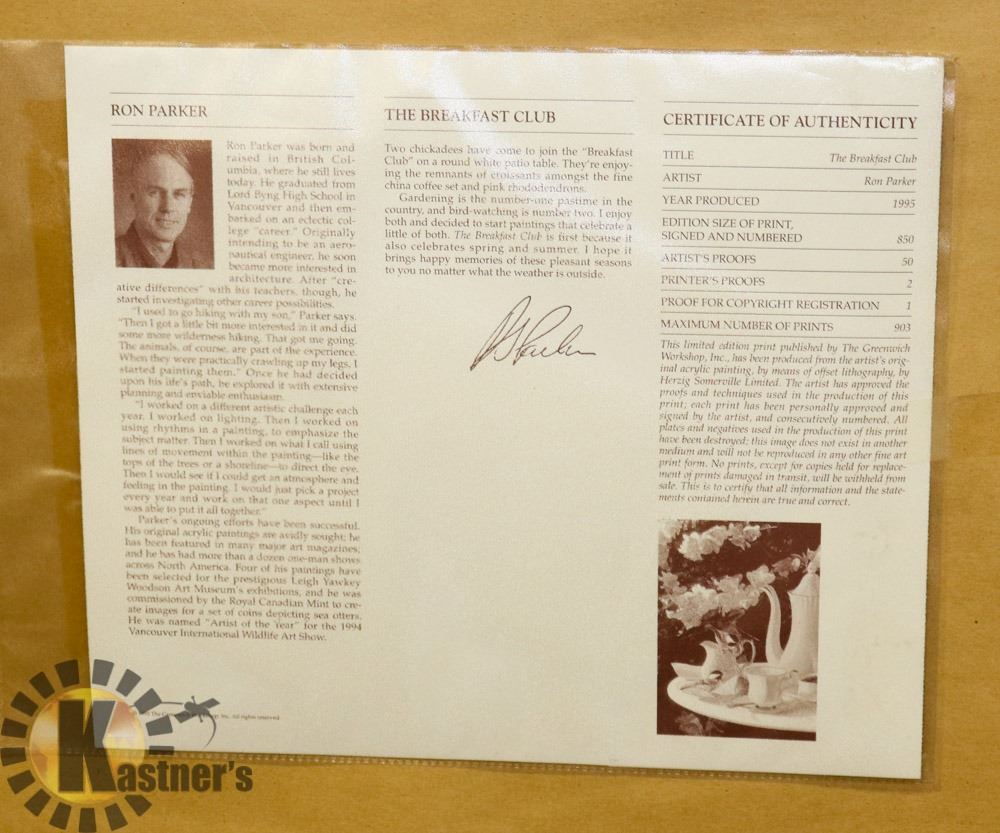 RON PARKER
Ron Parker was born and
raised in British Col-
umbia, where he still lives
today. He graduated from
Lord Byng High School in
Vancouver and then em-
barked on an eclectic col-
lege "career." Originally
intending to be an aero-
nautical engineer, he soon
became more interested in
architecture. After "cre-
ative differences" with his teachers, though, he
started investigating other career possibilities.
"I used to go hiking with my son," Parker says.
"Then I got a little bit more interested in it and did
some more wilderness hiking. That got me going.
The animals, of course, are part of the experience.
When they were practically crawling up my legs, I
started painting them." Once he had decided
upon his life's path, he explored it with extensive
planning and enviable enthusiasm.
"I worked on a different artistic challenge each
year. I worked on lighting. Then I worked on
using rhythms in a painting, to emphasize the
subject matter. Then I worked on what I call using
lines of movement within the painting—like the
tops of the trees or a shoreline—to direct the eye.
Then I would see if I could get an atmosphere and
feeling in the painting. I would just pick a project
every year and work on that one aspect until I
was able to put it all together."
Parker's ongoing efforts have been successful.
His original acrylic paintings are avidly sought; he
has been featured in many major art magazines;
and he has had more than a dozen one-man shows
across North America. Four of his paintings have
been selected for the prestigious Leigh Yawkey
Woodson Art Museum's exhibitions, and he was
commissioned by the Royal Canadian Mint to cre-
ate images for a set of coins depicting sea otters.
He was named "Artist of the Year" for the 1994
Vancouver International Wildlife Art Show.
The Greenwich Inc. All rights reserved
THE BREAKFAST CLUB
Two chickadees have come to join the "Breakfast
Club" on a round white patio table. They're enjoy-
ing the remnants of croissants amongst the fine
china coffee set and pink rhododendrons.
Gardening is the number-one pastime in the
country, and bird-watching is number two. I enjoy
both and decided to start paintings that celebrate a
little of both. The Breakfast Club is first because it
also celebrates spring and summer. I hope it
brings happy memories of these pleasant seasons
to you no matter what the weather is outside.
CERTIFICATE OF AUTHENTICITY
TITLE The Breakfast Club
ARTIST Ron Parker
YEAR PRODUCED 1995
EDITION SIZE OF PRINT,
SIGNED AND NUMBERED 850
ARTIST'S PROOFS 50
PRINTER'S PROOFS 2
PROOF FOR COPYRIGHT REGISTRATION 1
MAXIMUM NUMBER OF PRINTS 903
This limited edition print published by The Greenwich
Workshop, Inc., has been produced from the artist's orig-
inal acrylic painting, by means of offset lithography, by
Herzig Somerville Limited. The artist has approved the
proofs and techniques used in the production of this
print; each print has been personally approved and
signed by the artist, and consecutively numbered. All
plates and negatives used in the production of this print
have been destroyed; this image does not exist in another
medium and will not be reproduced in any other fine art
print form. No prints, except for copies held for replace-
ment of prints damaged in transit, will be withheld from
sale. This is to certify that all information and the state-
ments contained herein are true and correct.
Kastner's